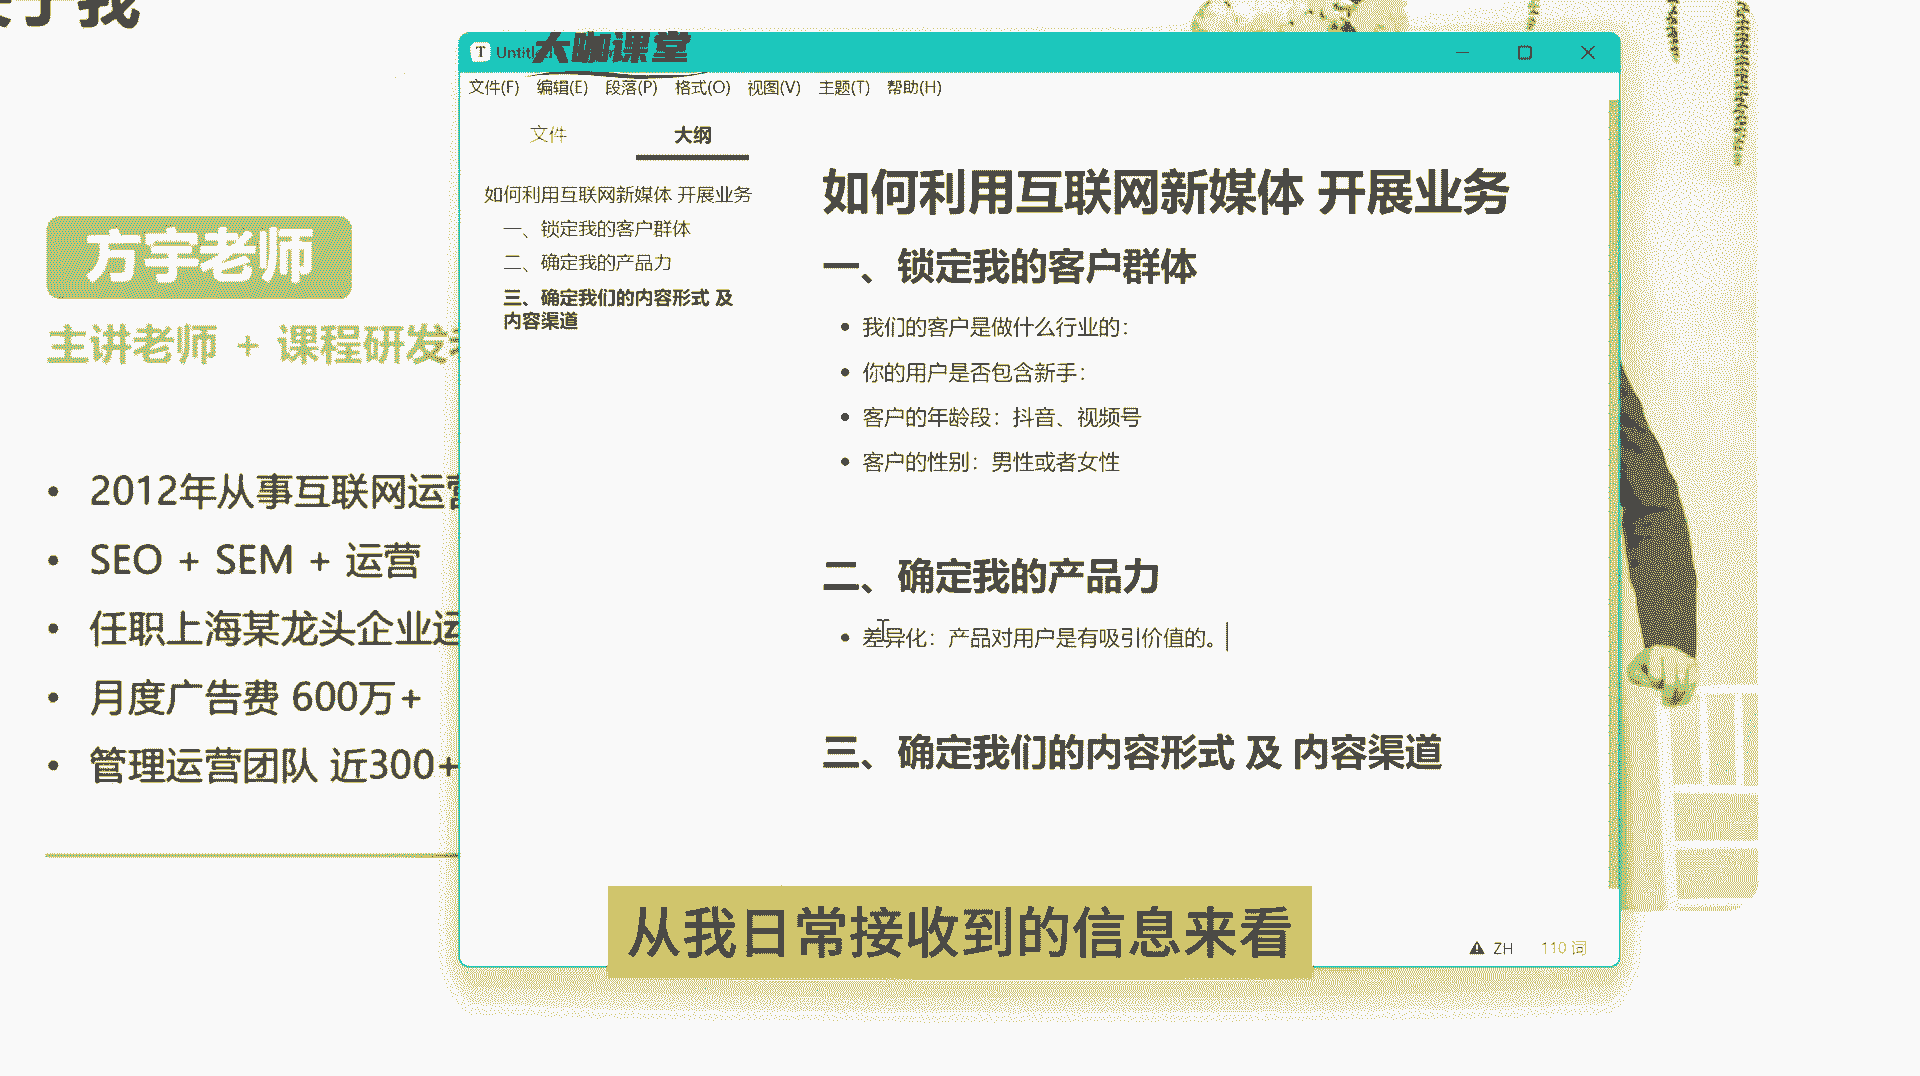 于我
方宇老师
主讲老师 + 课程研发
2012年从事互联网运营
SEO + SEM + 运营
任职上海某龙头企业运
月度广告费 600万+
管理运营团队 近300+
T Untitl
大咖课堂
文件(F) 编辑(E) 段落(P) 格式(O) 视图(V) 主题(T) 帮助(H)
文件 大纲
如何利用互联网新媒体 开展业务
一、锁定我的客户群体
二、确定我的产品力
三、确定我们的内容形式 及
内容渠道
如何利用互联网新媒体 开展业务
一、锁定我的客户群体
我们的客户是做什么行业的：
你的用户是否包含新手：
客户的年龄段：抖音、视频号
客户的性别：男性或者女性
二、确定我的产品力
差异化：产品对用户是有吸引价值的。
三、确定我们的内容形式 及 内容渠道
从我日常接收到的信息来看
ZH 110 词